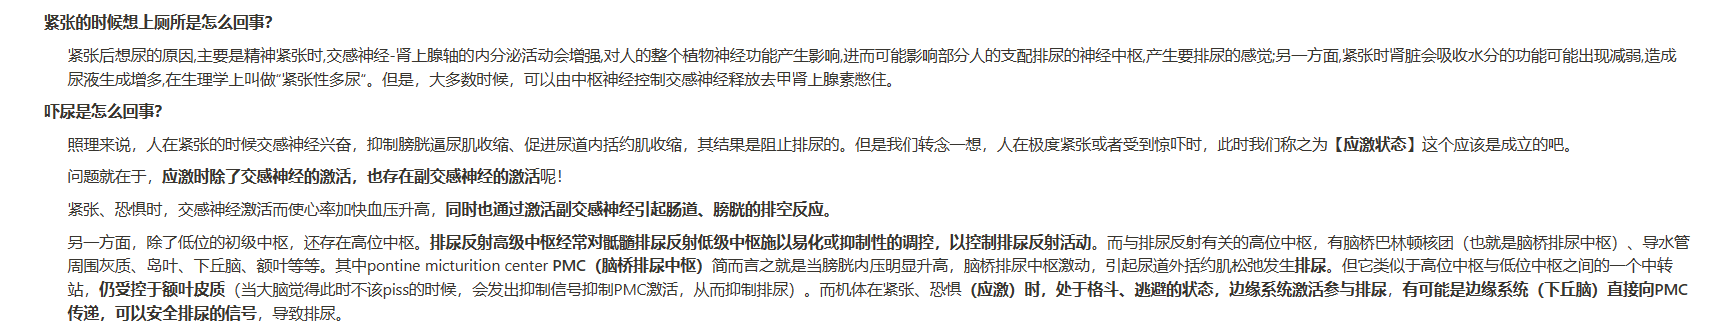 紧张的时候想上厕所是怎么回事？
紧张后想尿的原因,主要是精神紧张时,交感神经-肾上腺轴的内分泌活动会增强,对人的整个植物神经功能产生影响,进而可能影响部分人的支配排尿的神经中枢,产生要排尿的感觉;另一方面,紧张时肾脏会吸收水分的功能可能出现减弱,造成
尿液生成增多,在生理学上叫做“紧张性多尿”。但是，大多数时候，可以由中枢神经控制交感神经释放去甲肾上腺素憋住。
吓尿是怎么回事？
照理来说，人在紧张的时候交感神经兴奋，抑制膀胱逼尿肌收缩、促进尿道内括约肌收缩，其结果是阻止排尿的。但是我们转念一想，人在极度紧张或者受到惊吓时，此时我们称之为【应激状态】这个应该是成立的吧。
问题就在于，应激时除了交感神经的激活，也存在副交感神经的激活呢！
紧张、恐惧时，交感神经激活而使心率加快血压升高，同时也通过激活副交感神经引起肠道、膀胱的排空反应。
另一方面，除了低位的初级中枢，还存在高位中枢。排尿反射高级中枢经常对骶髓排尿反射低级中枢施以易化或抑制性的调控，以控制排尿反射活动。而与排尿反射有关的高位中枢，有脑桥巴林顿核团（也就是脑桥排尿中枢）、导水管
周围灰质、岛叶、下丘脑、额叶等等。其中pontine micturition center PMC（脑桥排尿中枢）简而言之就是当膀胱内压明显升高，脑桥排尿中枢激动，引起尿道外括约肌松弛发生排尿。但它类似于高位中枢与低位中枢之间的一个中转
站，仍受控于额叶皮质（当大脑觉得此时不该piss的时候，会发出抑制信号抑制PMC激活，从而抑制排尿）。而机体在紧张、恐惧（应激）时，处于格斗、逃避的状态，边缘系统激活参与排尿，有可能是边缘系统（下丘脑）直接向PMC
传递，可以安全排尿的信号，导致排尿。